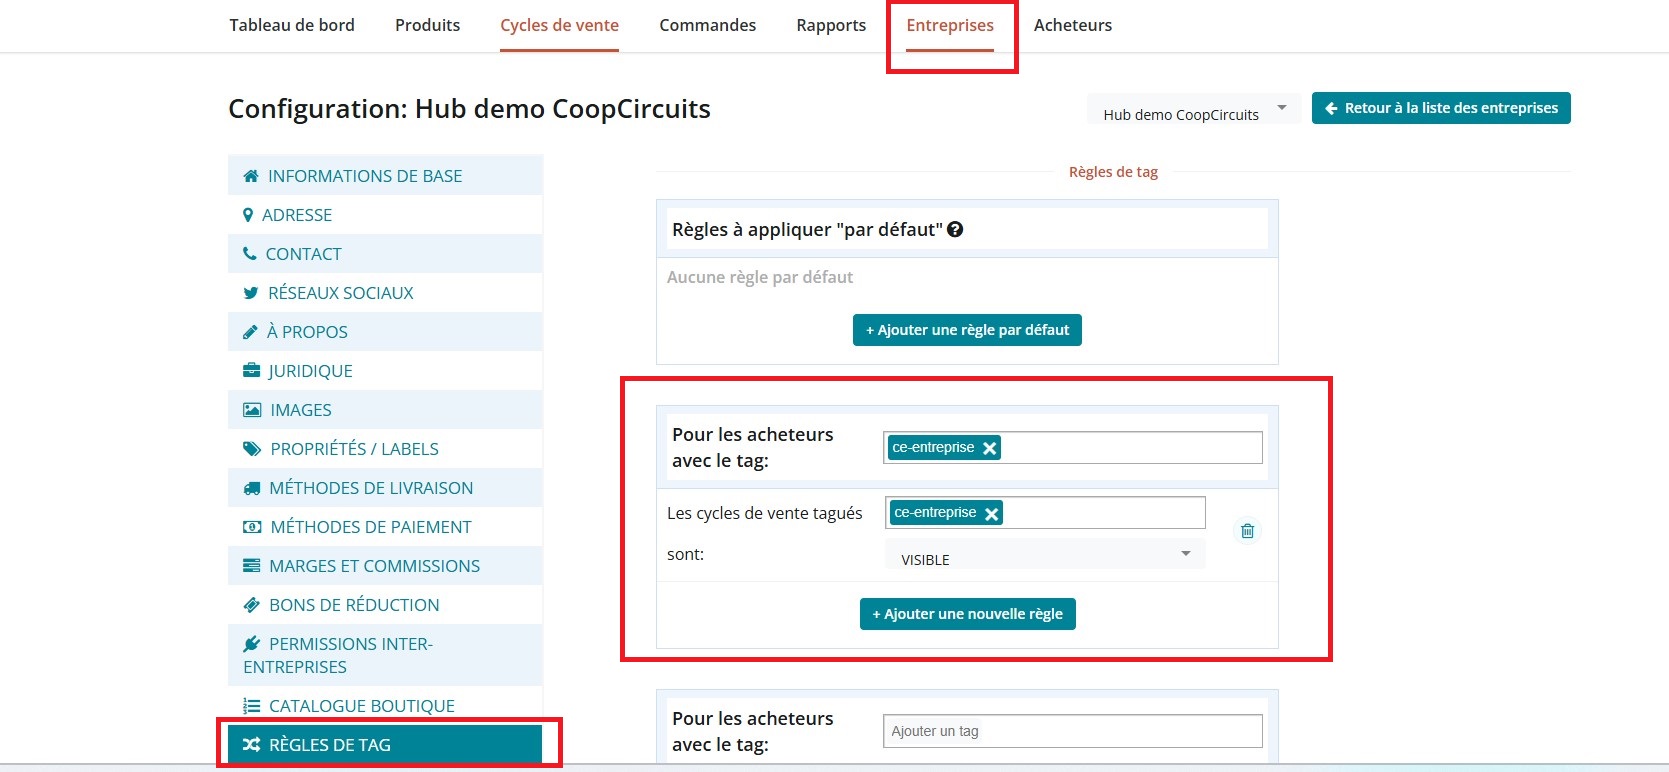 Tableau de bord Produits Cycles de vente Commandes Rapports Entreprises Acheteurs
Configuration: Hub demo CoopCircuits
Hub demo CoopCircuits
Retour à la liste des entreprises
INFORMATIONS DE BASE
ADRESSE
CONTACT
RÉSEAUX SOCIAUX
À PROPOS
JURIDIQUE
IMAGES
PROPRIÉTÉS / LABELS
MÉTHODES DE LIVRAISON
MÉTHODES DE PAIEMENT
MARGES ET COMMISSIONS
BONS DE RÉDUCTION
PERMISSIONS INTER-
ENTREPRISES
CATALOGUE BOUTIQUE
RÈGLES DE TAG
Règles de tag
Règles à appliquer "par défaut"
Aucune règle par défaut
+ Ajouter une règle par défaut
Pour les acheteurs
avec le tag:
ce-entreprise
Les cycles de vente tagués
ce-entreprise
sont:
VISIBLE
+ Ajouter une nouvelle règle
Pour les acheteurs
avec le tag:
Ajouter un tag